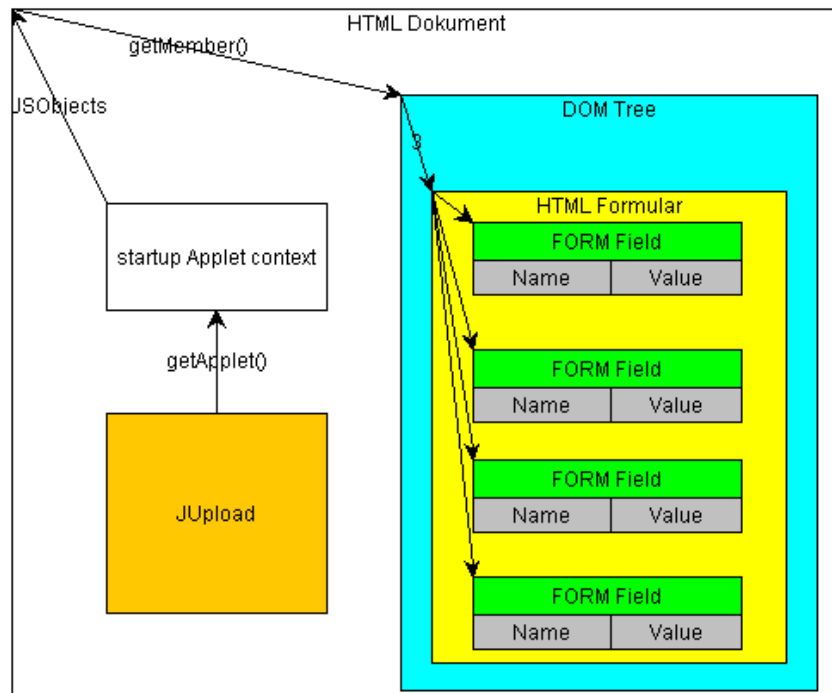 HTML Dokument
getMember()
JSObjects
DOM Tree
startup Applet context
HTML Formular
FORM Field
Name Value
getApplet()
FORM Field
Name Value
JUpload
FORM Field
Name Value
FORM Field
Name Value